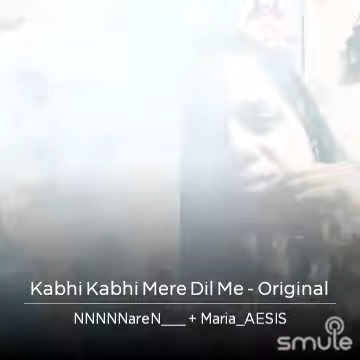 Kabhi Kabhi Mere Dil Me - Original
NNNNNareN___ + Maria_AESIS
smule